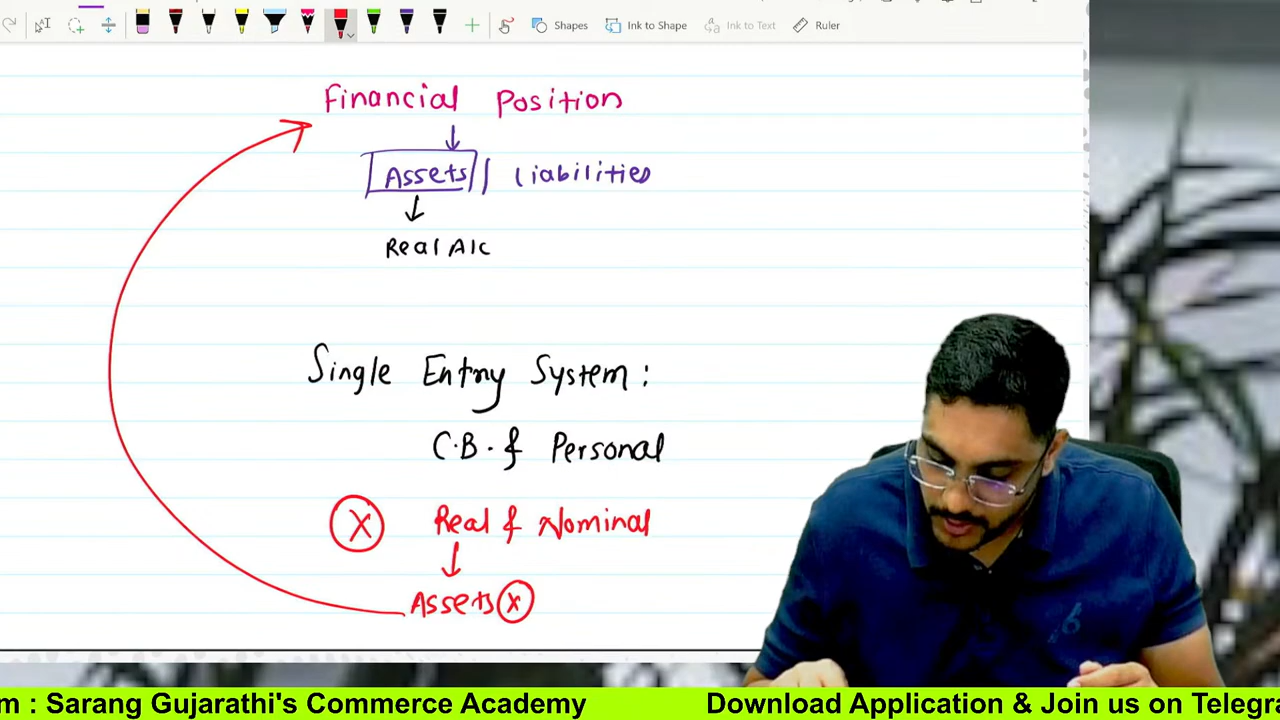 Shapes Ink to Shape Ink to Text Ruler
Financial Position
Assets / Liabilities
Real A/c
Single Entry System :
C.B. & Personal
X Real & Nominal
Assets x
m : Sarang Gujarathi's Commerce Academy Download Application & Join us on Telegra